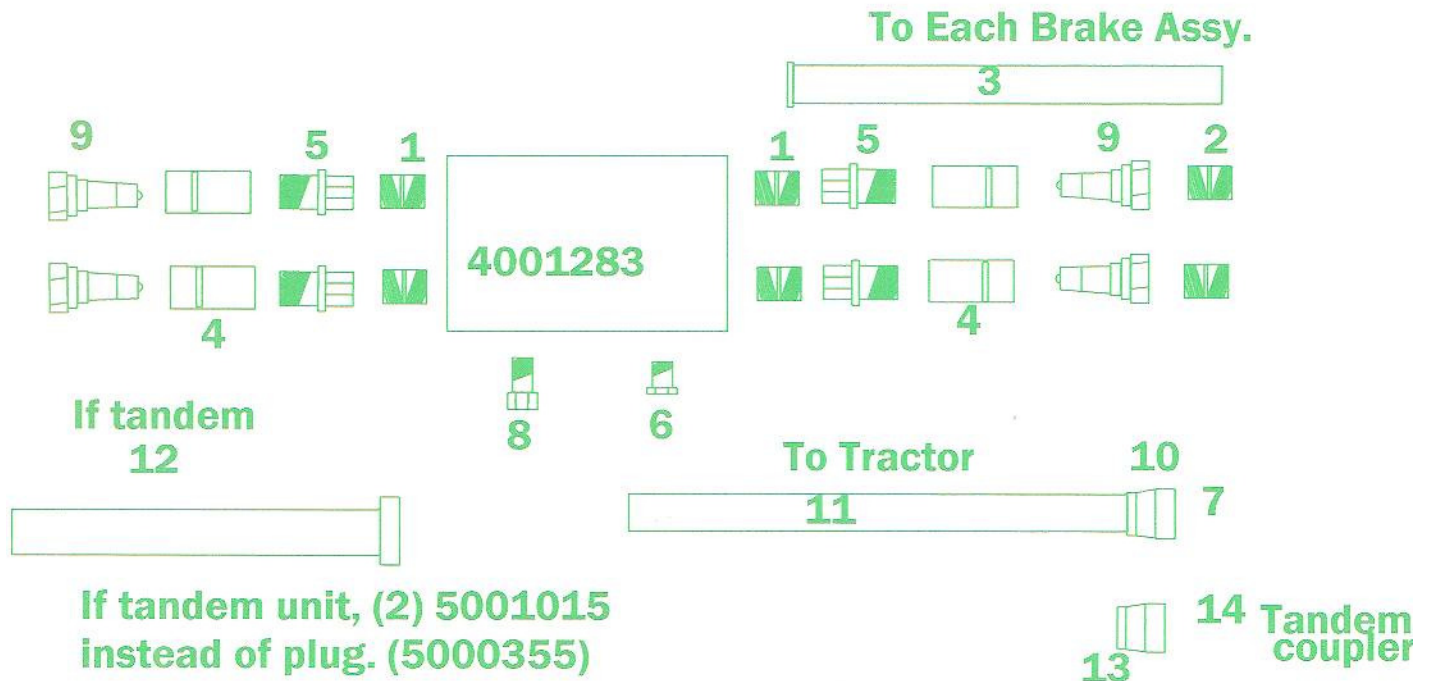 To Each Brake Assy.
3
9
5
1
1
5
9
2
4001283
4
4
8
6
If tandem
12
To Tractor
10
11
7
If tandem unit, (2) 5001015
instead of plug. (5000355)
14 Tandem
coupler
13